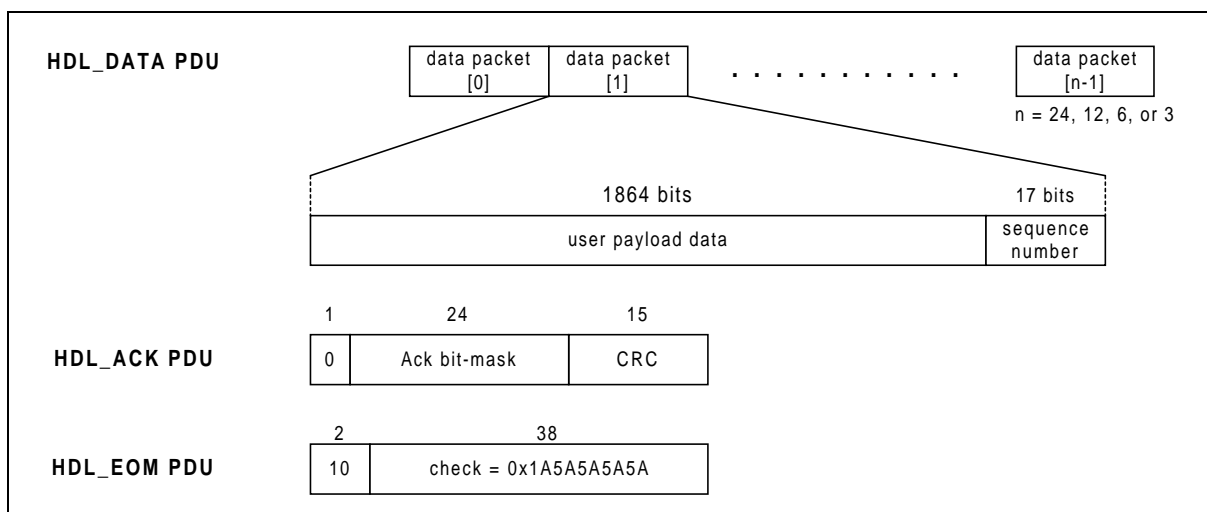 HDL_DATA PDU
data packet
[0]
data packet
[1]
. . . . . . . . . . .
data packet
[n-1]
n = 24, 12, 6, or 3
1864 bits
17 bits
user payload data
sequence
number
1
24
15
HDL_ACK PDU
0
Ack bit-mask
CRC
2
38
HDL_EOM PDU
10
check = 0x1A5A5A5A5A